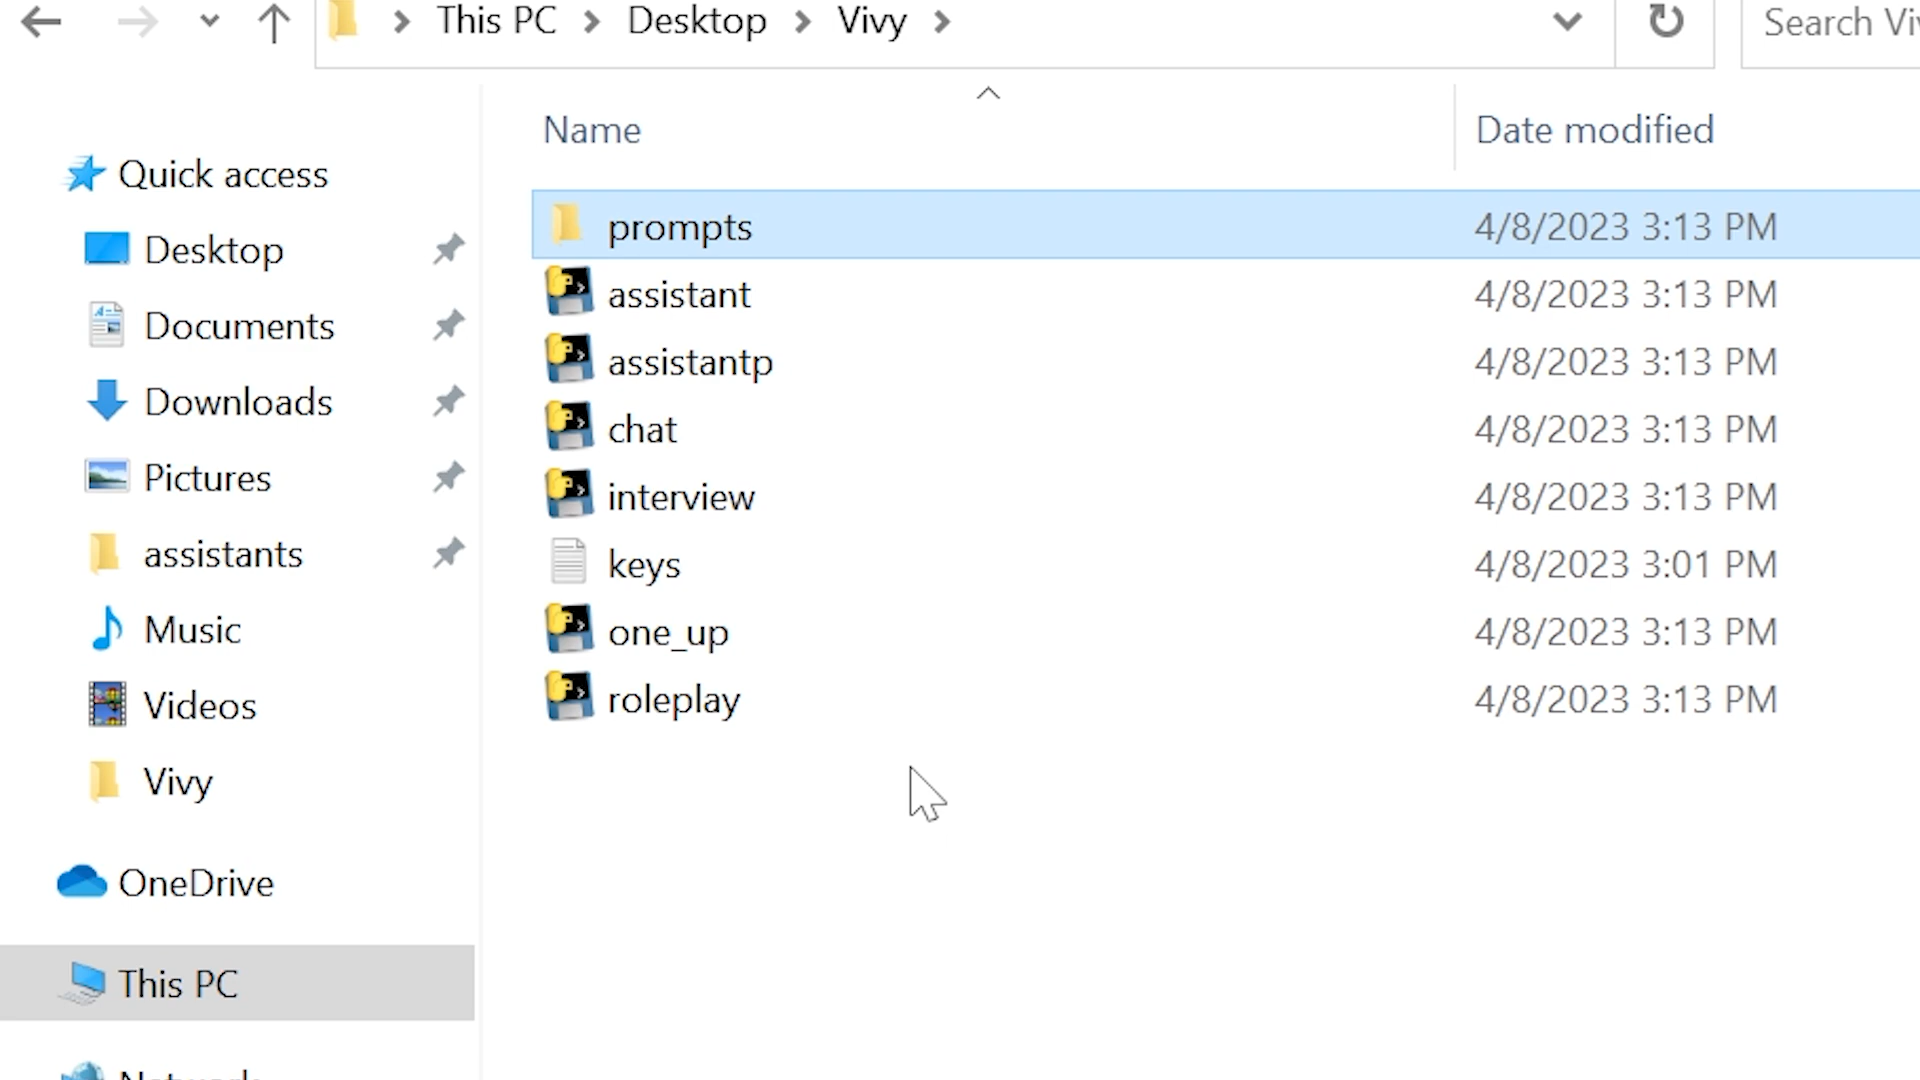 This PC > Desktop > Vivy >
Search Viv
Name
Date modified
Quick access
Desktop
Documents
Downloads
Pictures
assistants
Music
Videos
Vivy
OneDrive
This PC
Network
prompts 4/8/2023 3:13 PM
assistant 4/8/2023 3:13 PM
assistantp 4/8/2023 3:13 PM
chat 4/8/2023 3:13 PM
interview 4/8/2023 3:13 PM
keys 4/8/2023 3:01 PM
one_up 4/8/2023 3:13 PM
roleplay 4/8/2023 3:13 PM